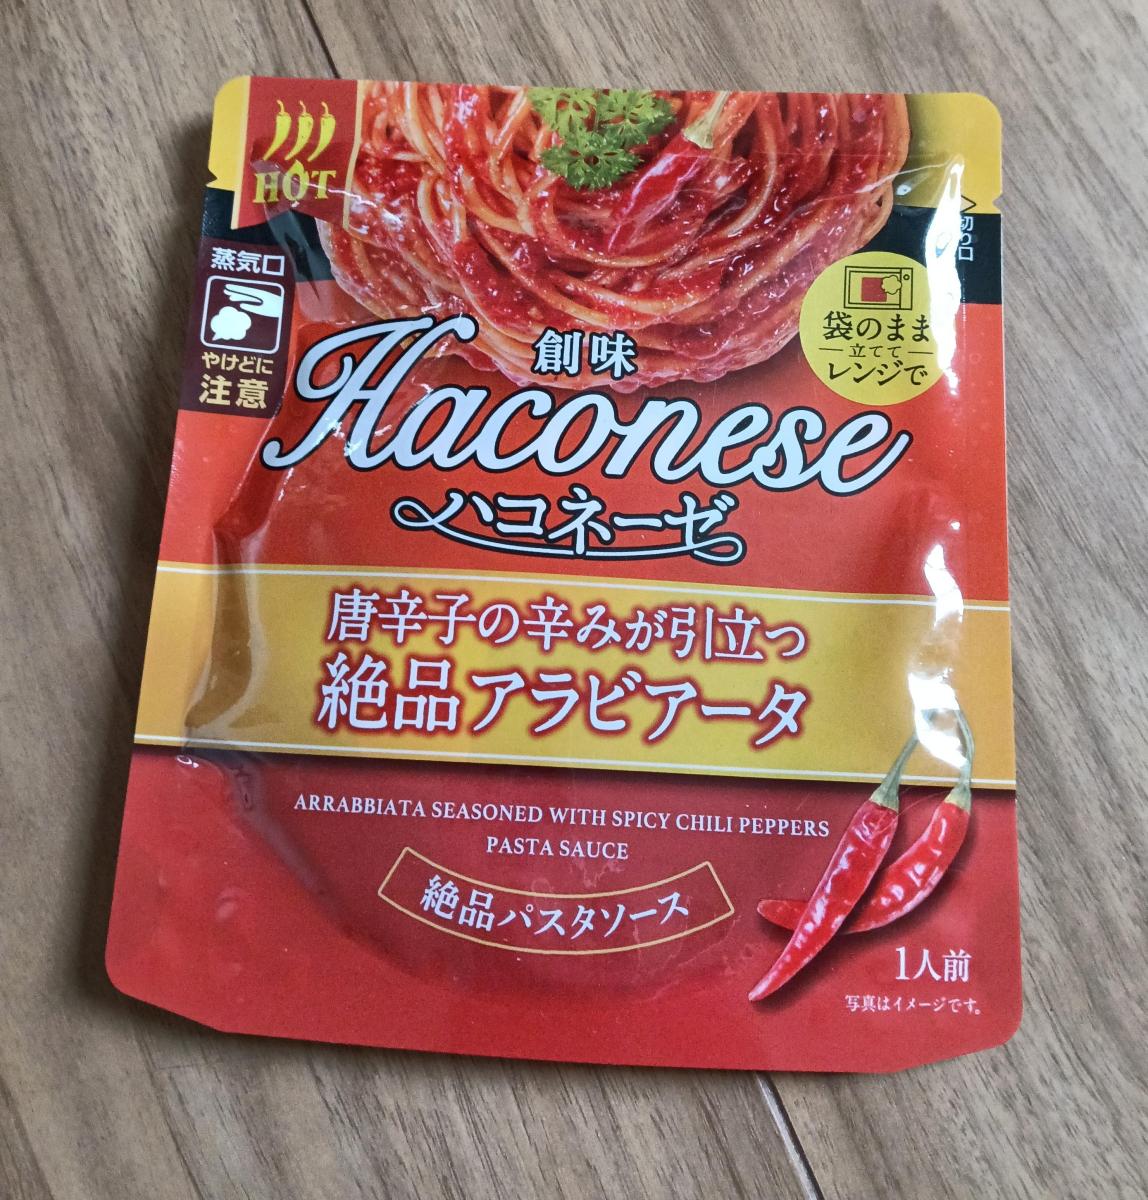 HOT
蒸気口
やけどに
注意
切り口
袋のまま
立てて
レンジで
創味
Haconese
ハコネーゼ
唐辛子の辛みが引立つ
絶品アラビアータ
ARRABBIATA SEASONED WITH SPICY CHILI PEPPERS
PASTA SAUCE
絶品パスタソース
1人前
写真はイメージです。